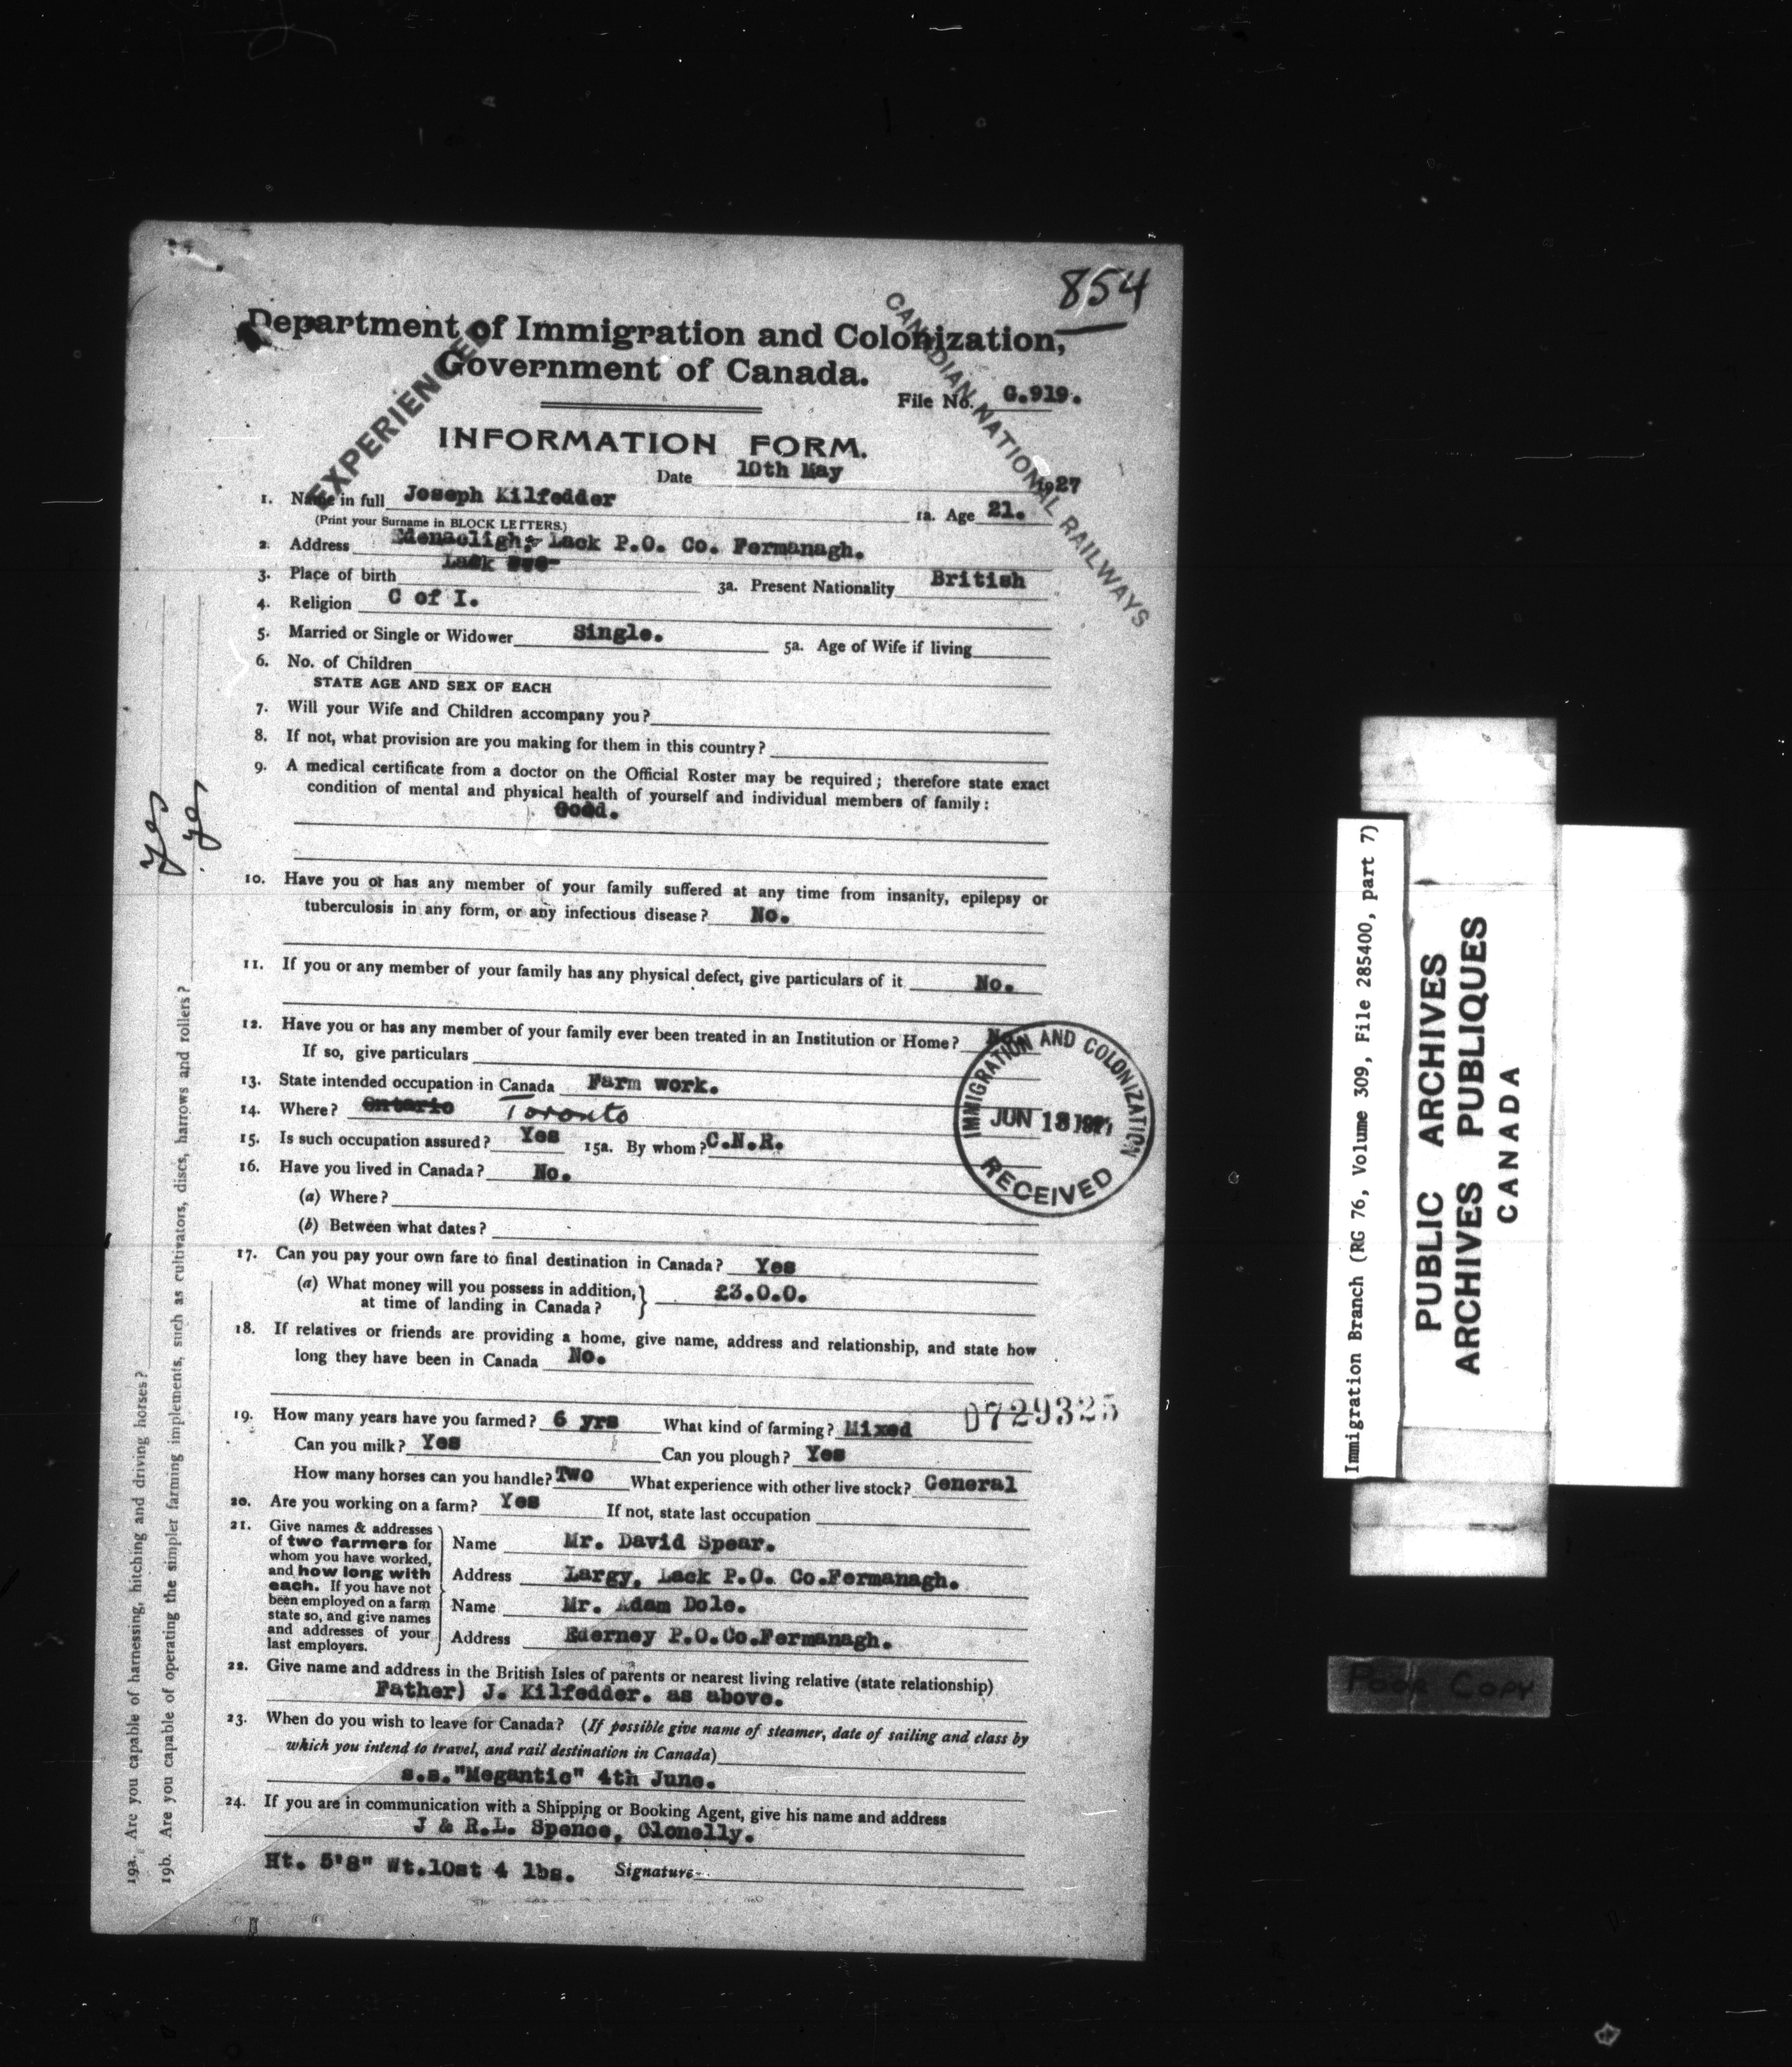 854
Department of Immigration and Colonization,
Government of Canada.
EXPERIENCED
CANADIAN NATIONAL RAILWAYS
File No. G.919.
INFORMATION FORM.
Date 10th May 1927
1. Name in full Joseph Kilfedder 1a. Age 21.
(Print your Surname in BLOCK LETTERS.)
2. Address Edenacligh, Lack P.O. Co. Fermanagh.
3. Place of birth Lack 3a. Present Nationality British
4. Religion C of I.
5. Married or Single or Widower Single. 5a. Age of Wife if living
6. No. of Children
STATE AGE AND SEX OF EACH
7. Will your Wife and Children accompany you?
8. If not, what provision are you making for them in this country?
9. A medical certificate from a doctor on the Official Roster may be required; therefore state exact
condition of mental and physical health of yourself and individual members of family:
Good.
10. Have you or has any member of your family suffered at any time from insanity, epilepsy or
tuberculosis in any form, or any infectious disease? No.
11. If you or any member of your family has any physical defect, give particulars of it No.
12. Have you or has any member of your family ever been treated in an Institution or Home? No.
If so, give particulars
13. State intended occupation in Canada Farm work.
14. Where? Ontario Toronto
15. Is such occupation assured? Yes 15a. By whom? C.N.R.
16. Have you lived in Canada? No.
(a) Where?
(b) Between what dates?
IMMIGRATION AND COLONIZATION
JUN 13 1927
RECEIVED
17. Can you pay your own fare to final destination in Canada? Yes
(a) What money will you possess in addition,
at time of landing in Canada? } £3.0.0.
18. If relatives or friends are providing a home, give name, address and relationship, and state how
long they have been in Canada No.
0729325
19. How many years have you farmed? 6 yrs What kind of farming? Mixed
Can you milk? Yes Can you plough? Yes
How many horses can you handle? Two What experience with other live stock? General
20. Are you working on a farm? Yes If not, state last occupation
21. Give names & addresses
of two farmers for
whom you have worked,
and how long with
each. If you have not
been employed on a farm
state so, and give names
and addresses of your
last employers.
Name Mr. David Spear.
Address Largy, Lack P.O. Co.Fermanagh.
Name Mr. Adam Dole.
Address Ederney P.O.Co.Fermanagh.
22. Give name and address in the British Isles of parents or nearest living relative (state relationship)
Father) J. Kilfedder. as above.
23. When do you wish to leave for Canada? (If possible give name of steamer, date of sailing and class by
which you intend to travel, and rail destination in Canada)
s.s."Megantic" 4th June.
24. If you are in communication with a Shipping or Booking Agent, give his name and address
J & R.L. Spence, Clonelly.
Ht. 5'8" Wt.10st 4 lbs. Signature
19a. Are you capable of harnessing, hitching and driving horses? yes
19b. Are you capable of operating the simpler farming implements, such as cultivators, discs, harrows and rollers? yes
Immigration Branch (RG 76, Volume 309, File 285400, part 7)
PUBLIC ARCHIVES
ARCHIVES PUBLIQUES
CANADA
Poor Copy